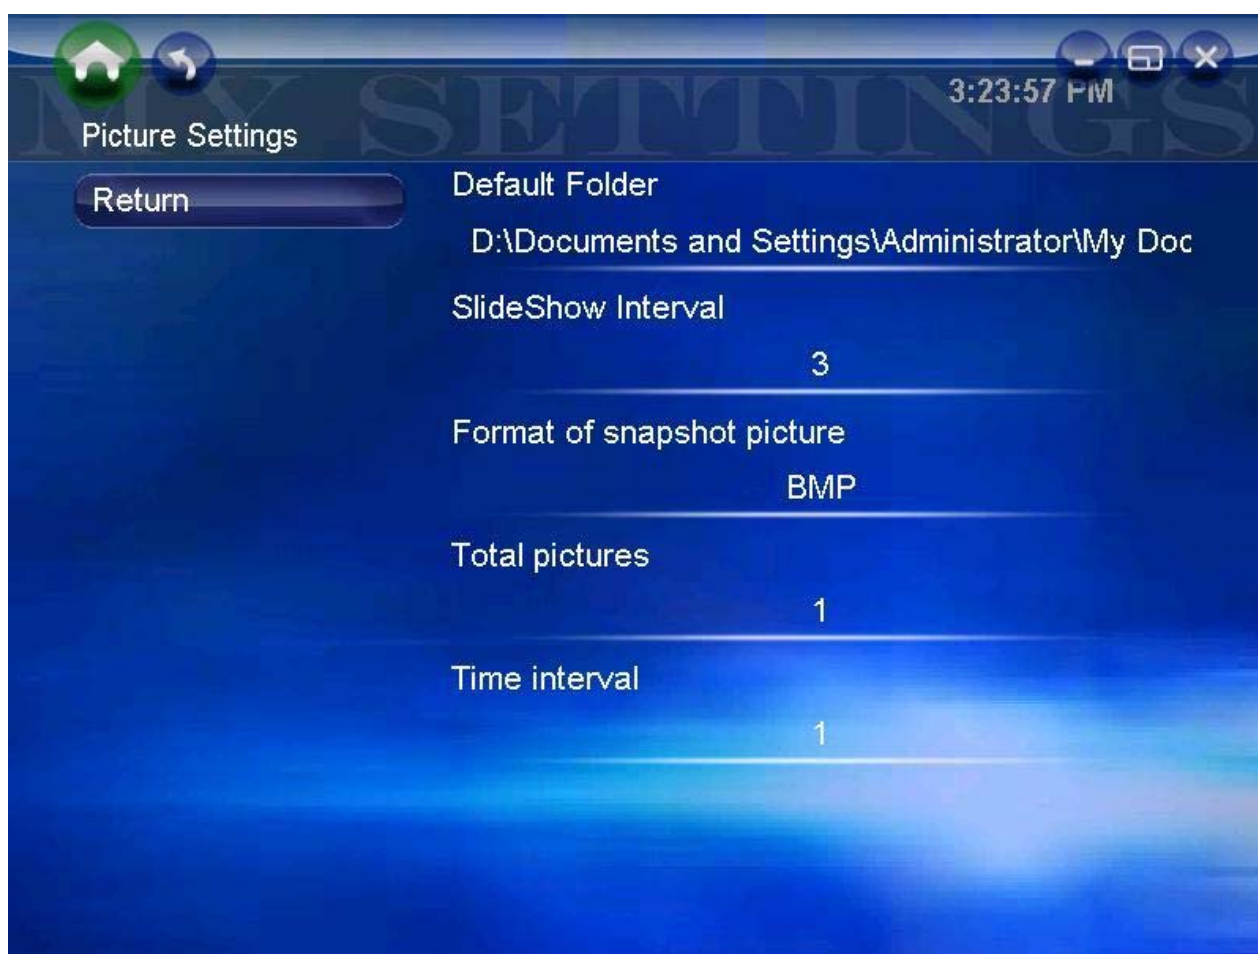 MY SETTINGS
3:23:57 PM
Picture Settings
Return
Default Folder
D:\Documents and Settings\Administrator\My Doc
SlideShow Interval
3
Format of snapshot picture
BMP
Total pictures
1
Time interval
1